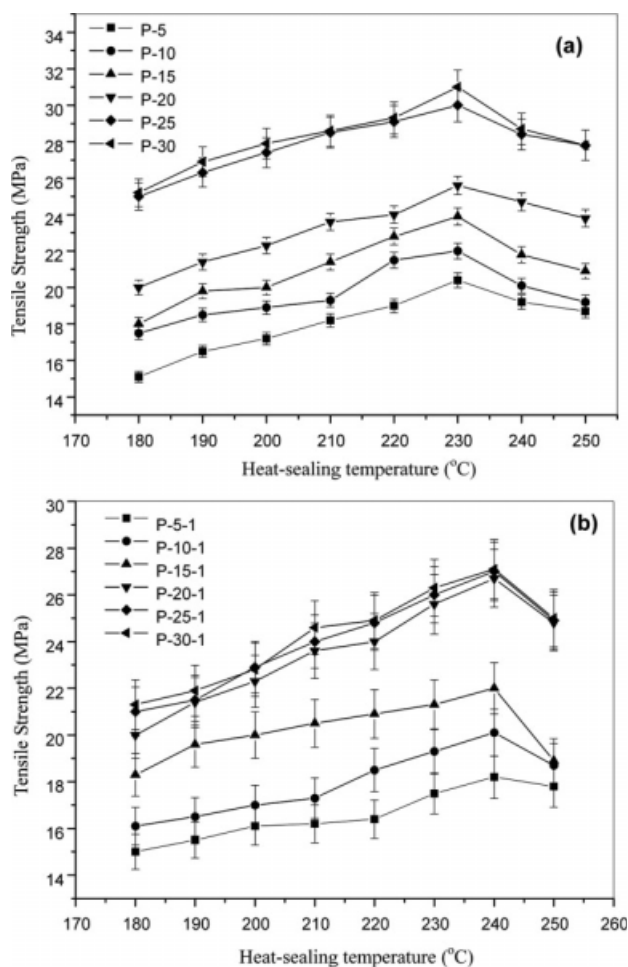 (a)
P-5
P-10
P-15
P-20
P-25
P-30
Tensile Strength (MPa)
36
34
32
30
28
26
24
22
20
18
16
14
170 180 190 200 210 220 230 240 250
Heat-sealing temperature (°C)
(b)
P-5-1
P-10-1
P-15-1
P-20-1
P-25-1
P-30-1
Tensile Strength (MPa)
30
28
26
24
22
20
18
16
14
170 180 190 200 210 220 230 240 250 260
Heat-sealing temperature (°C)